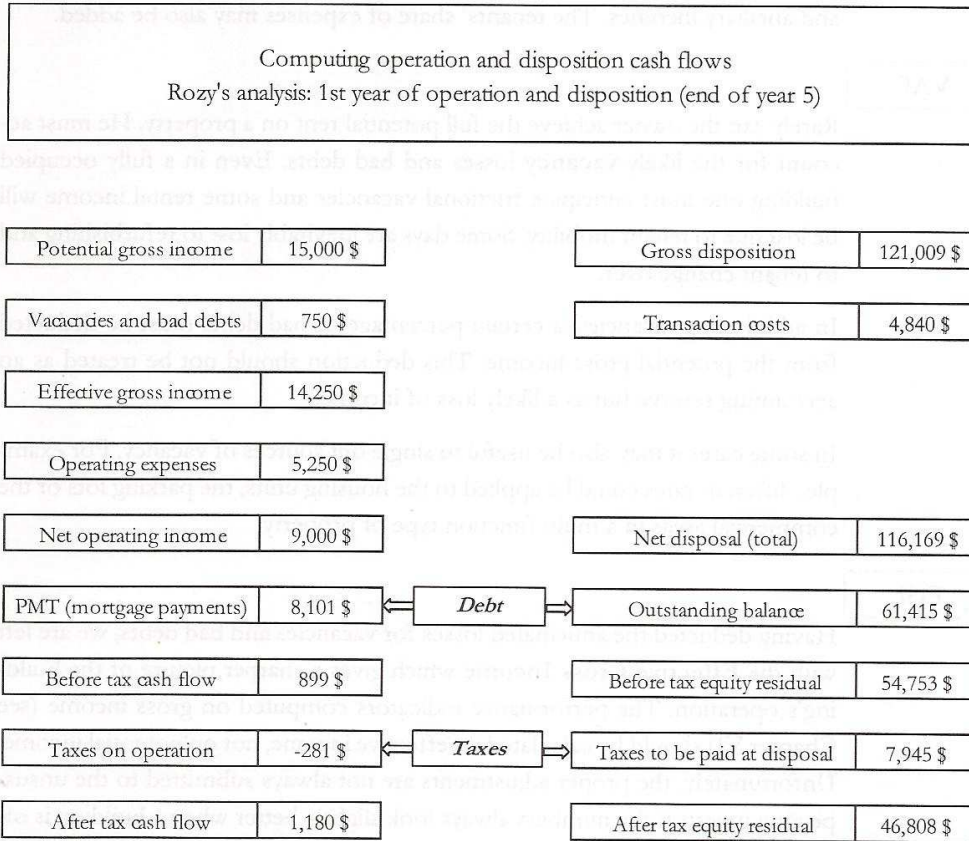 Computing operation and disposition cash flows
Rozy's analysis: 1st year of operation and disposition (end of year 5)
Potential gross income 15,000 $ Gross disposition 121,009 $
Vacancies and bad debts 750 $ Transaction costs 4,840 $
Effective gross income 14,250 $
Operating expenses 5,250 $
Net operating income 9,000 $ Net disposal (total) 116,169 $
PMT (mortgage payments) 8,101 $ Debt Outstanding balance 61,415 $
Before tax cash flow 899 $ Before tax equity residual 54,753 $
Taxes on operation -281 $ Taxes Taxes to be paid at disposal 7,945 $
After tax cash flow 1,180 $ After tax equity residual 46,808 $